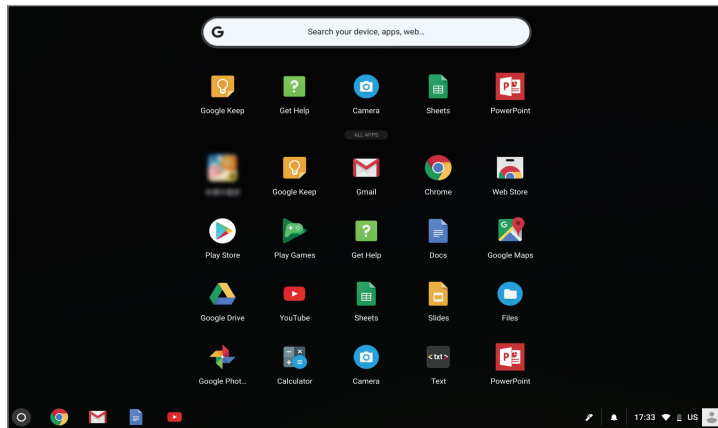 G Search your device, apps, web...
Google Keep Get Help Camera Sheets PowerPoint
ALL APPS
Google Keep Gmail Chrome Web Store
Play Store Play Games Get Help Docs Google Maps
Google Drive YouTube Sheets Slides Files
<txt>
Google Phot... Calculator Camera Text PowerPoint
17:33 US